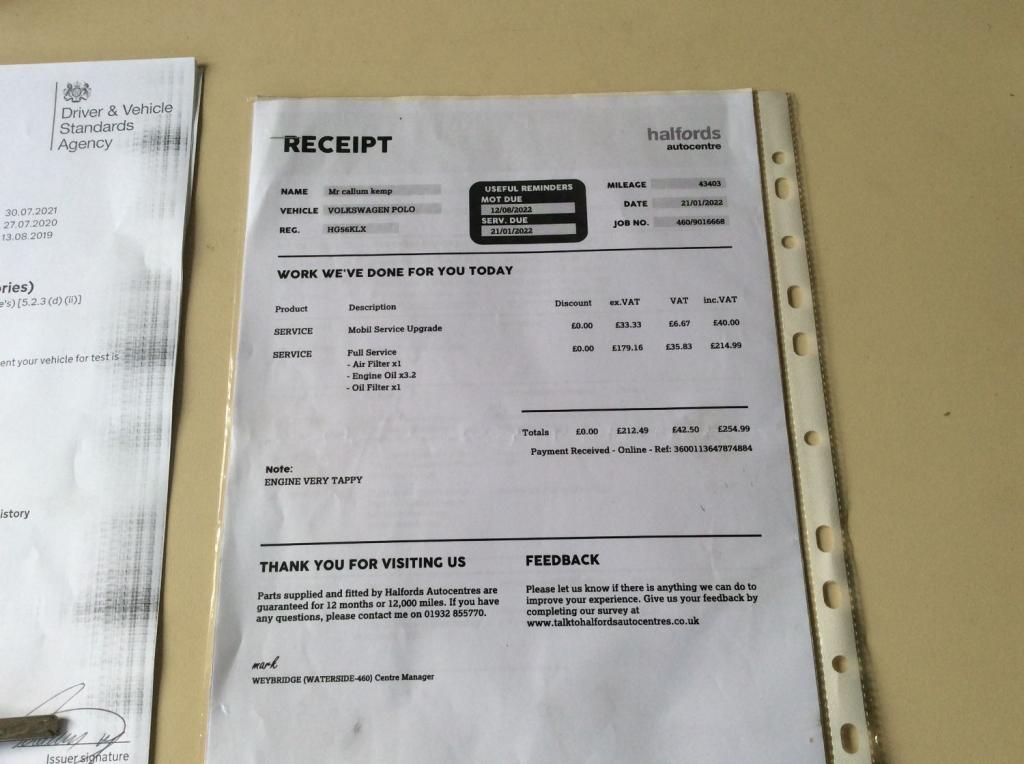 Driver & Vehicle
Standards
Agency
30.07.2021
27.07.2020
13.08.2019
ries)
e's) [5.2.3 (d) (ii)]
ent your vehicle for test is
istory
Issuer signature
RECEIPT
halfords
autocentre
NAME Mr callum kemp
VEHICLE VOLKSWAGEN POLO
REG. HG56KLX
USEFUL REMINDERS
MOT DUE
12/08/2022
SERV. DUE
21/01/2022
MILEAGE 43403
DATE 21/01/2022
JOB NO. 460/9016668
WORK WE'VE DONE FOR YOU TODAY
Product Description Discount ex.VAT VAT inc.VAT
SERVICE Mobil Service Upgrade £0.00 £33.33 £6.67 £40.00
SERVICE Full Service £0.00 £179.16 £35.83 £214.99
- Air Filter x1
- Engine Oil x3.2
- Oil Filter x1
Totals £0.00 £212.49 £42.50 £254.99
Payment Received - Online - Ref: 3600113647874884
Note:
ENGINE VERY TAPPY
THANK YOU FOR VISITING US
Parts supplied and fitted by Halfords Autocentres are
guaranteed for 12 months or 12,000 miles. If you have
any questions, please contact me on 01932 855770.
mark
WEYBRIDGE (WATERSIDE-460) Centre Manager
FEEDBACK
Please let us know if there is anything we can do to
improve your experience. Give us your feedback by
completing our survey at
www.talktohalfordsautocentres.co.uk